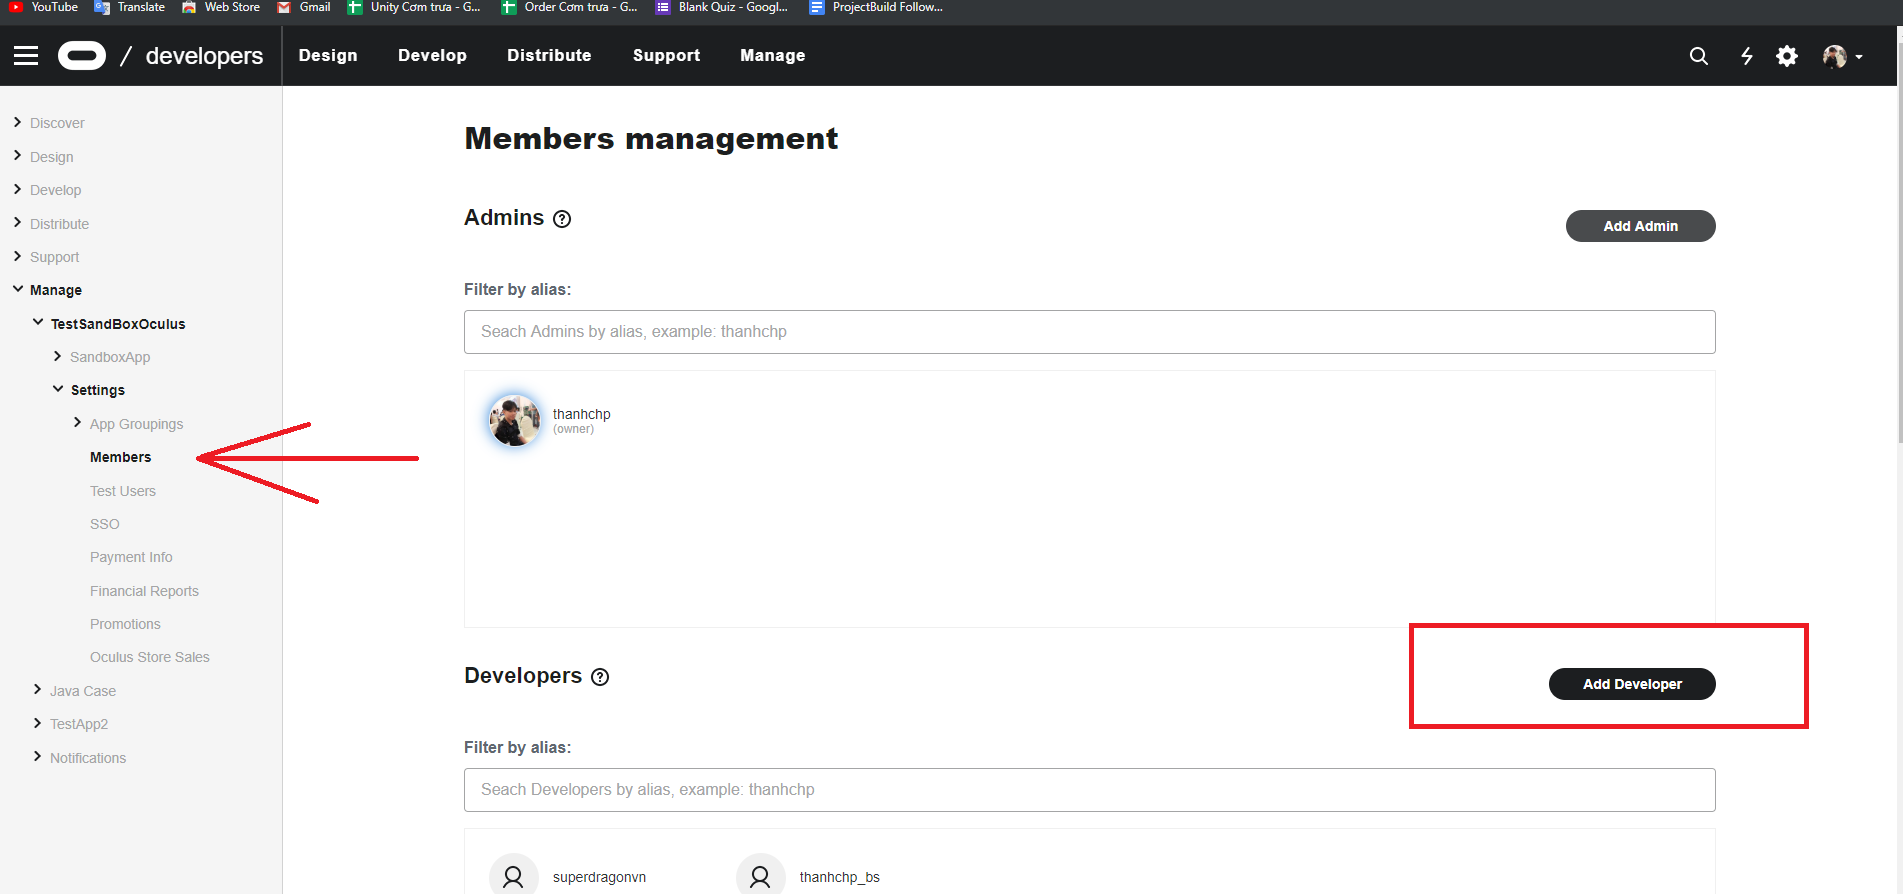 YouTube Translate Web Store Gmail Unity Cơm trưa - G... Order Cơm trưa - G... Blank Quiz - Googl... ProjectBuild Follow...
/ developers Design Develop Distribute Support Manage
Discover
Design
Develop
Distribute
Support
Manage
TestSandBoxOculus
SandboxApp
Settings
App Groupings
Members
Test Users
SSO
Payment Info
Financial Reports
Promotions
Oculus Store Sales
Java Case
TestApp2
Notifications
Members management
Admins ?
Add Admin
Filter by alias:
Seach Admins by alias, example: thanhchp
thanhchp
(owner)
Developers ?
Add Developer
Filter by alias:
Seach Developers by alias, example: thanhchp
superdragonvn thanhchp_bs